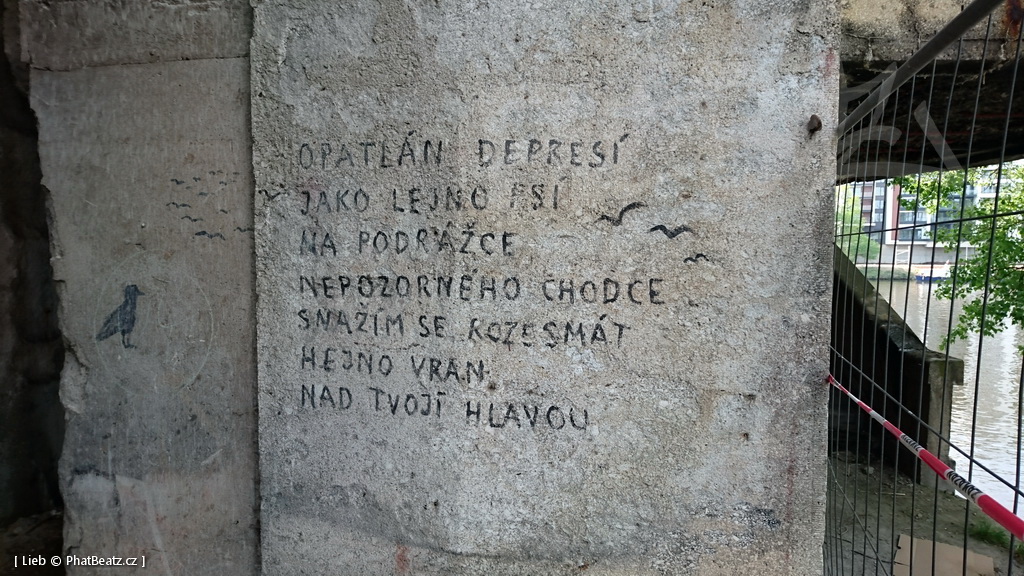 OPATLÁN DEPRESÍ
JAKO LEJNO PSÍ
NA PODRÁŽCE
NEPOZORNÉHO CHODCE
SNAŽÍM SE ROZESMÁT
HEJNO VRAN
NAD TVOJÍ HLAVOU
[ Lieb © PhatBeatz.cz ]